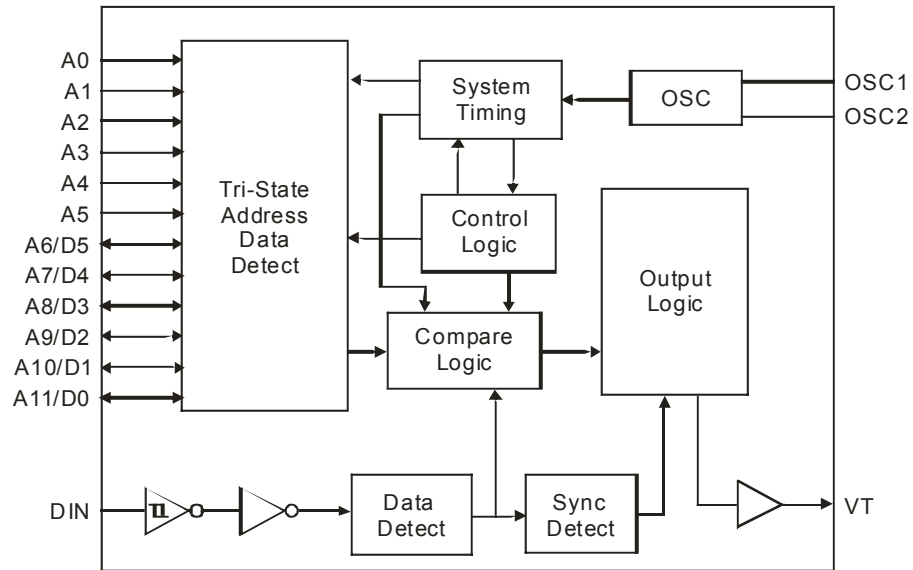 A0
A1
A2
A3
A4
A5
A6/D5
A7/D4
A8/D3
A9/D2
A10/D1
A11/D0
DIN
Tri-State
Address
Data
Detect
System
Timing
OSC
OSC1
OSC2
Control
Logic
Compare
Logic
Output
Logic
Data
Detect
Sync
Detect
VT